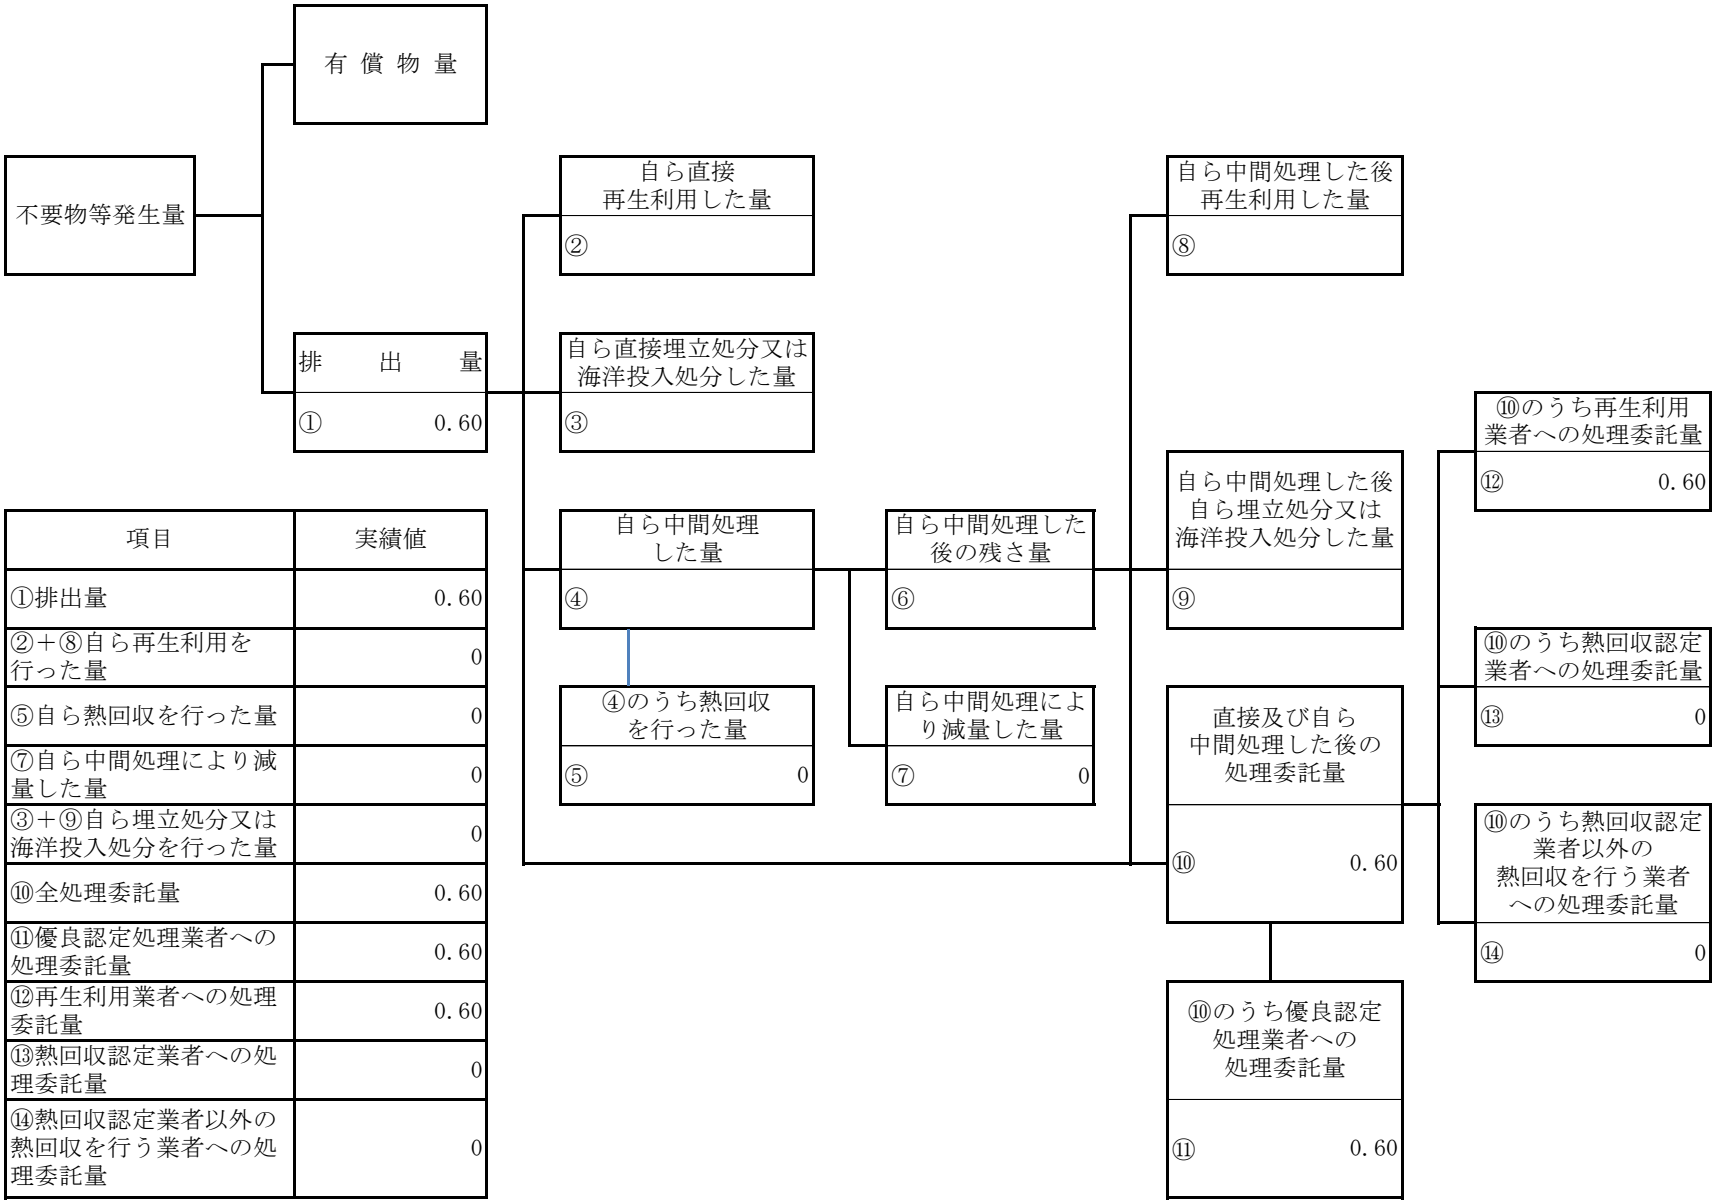 有償物量
不要物等発生量
排出量
① 0.60
自ら直接
再生利用した量
②
自ら直接埋立処分又は
海洋投入処分した量
③
自ら中間処理
した量
④
④のうち熱回収
を行った量
⑤ 0
自ら中間処理した
後の残さ量
⑥
自ら中間処理によ
り減量した量
⑦ 0
自ら中間処理した後
再生利用した量
⑧
自ら中間処理した後
自ら埋立処分又は
海洋投入処分した量
⑨
直接及び自ら
中間処理した後の
処理委託量
⑩ 0.60
⑩のうち優良認定
処理業者への
処理委託量
⑪ 0.60
⑩のうち再生利用
業者への処理委託量
⑫ 0.60
⑩のうち熱回収認定
業者への処理委託量
⑬ 0
⑩のうち熱回収認定
業者以外の
熱回収を行う業者
への処理委託量
⑭ 0
項目 実績値
①排出量 0.60
②＋⑧自ら再生利用を
行った量 0
⑤自ら熱回収を行った量 0
⑦自ら中間処理により減
量した量 0
③＋⑨自ら埋立処分又は
海洋投入処分を行った量 0
⑩全処理委託量 0.60
⑪優良認定処理業者への
処理委託量 0.60
⑫再生利用業者への処理
委託量 0.60
⑬熱回収認定業者への処
理委託量 0
⑭熱回収認定業者以外の
熱回収を行う業者への処
理委託量 0